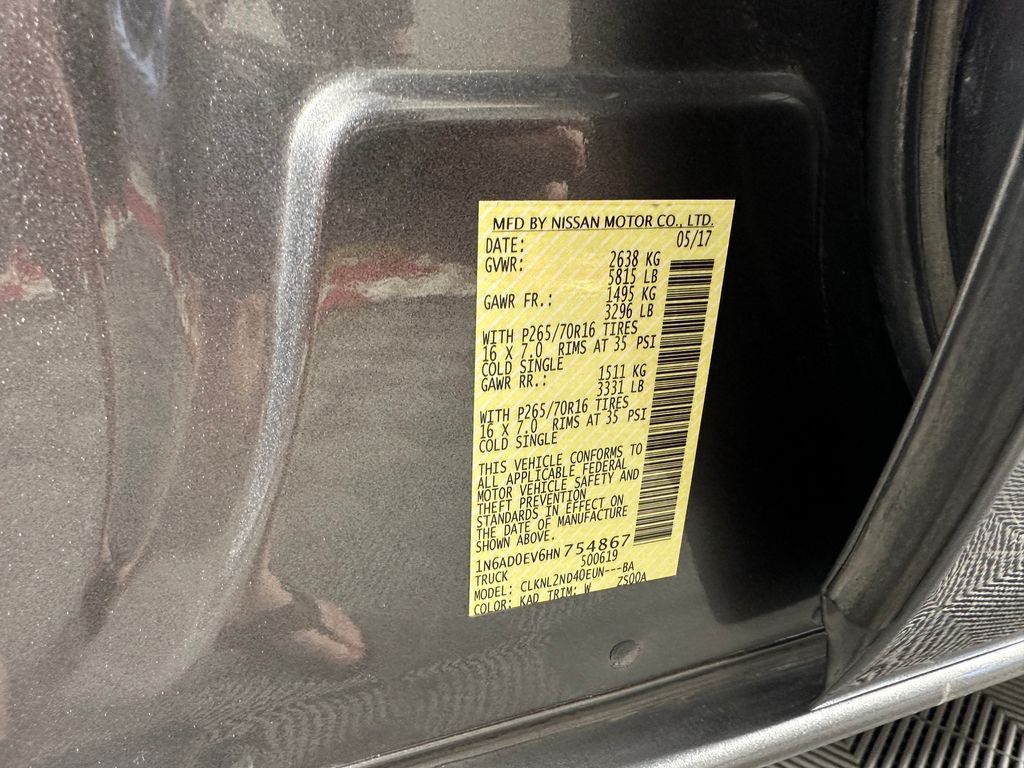 MFD BY NISSAN MOTOR CO., LTD.
DATE: 05/17
GVWR: 2638 KG
5815 LB
GAWR FR.: 1495 KG
3296 LB
WITH P265/70R16 TIRES
16 X 7.0 RIMS AT 35 PSI
COLD SINGLE
GAWR RR.: 1511 KG
3331 LB
WITH P265/70R16 TIRES
16 X 7.0 RIMS AT 35 PSI
COLD SINGLE
THIS VEHICLE CONFORMS TO
ALL APPLICABLE FEDERAL
MOTOR VEHICLE SAFETY AND
THEFT PREVENTION
STANDARDS IN EFFECT ON
THE DATE OF MANUFACTURE
SHOWN ABOVE.
1N6AD0EV6HN754867
TRUCK 500619
MODEL: CLKNL2ND40EUN---BA
COLOR: KAD TRIM: W ZS00A